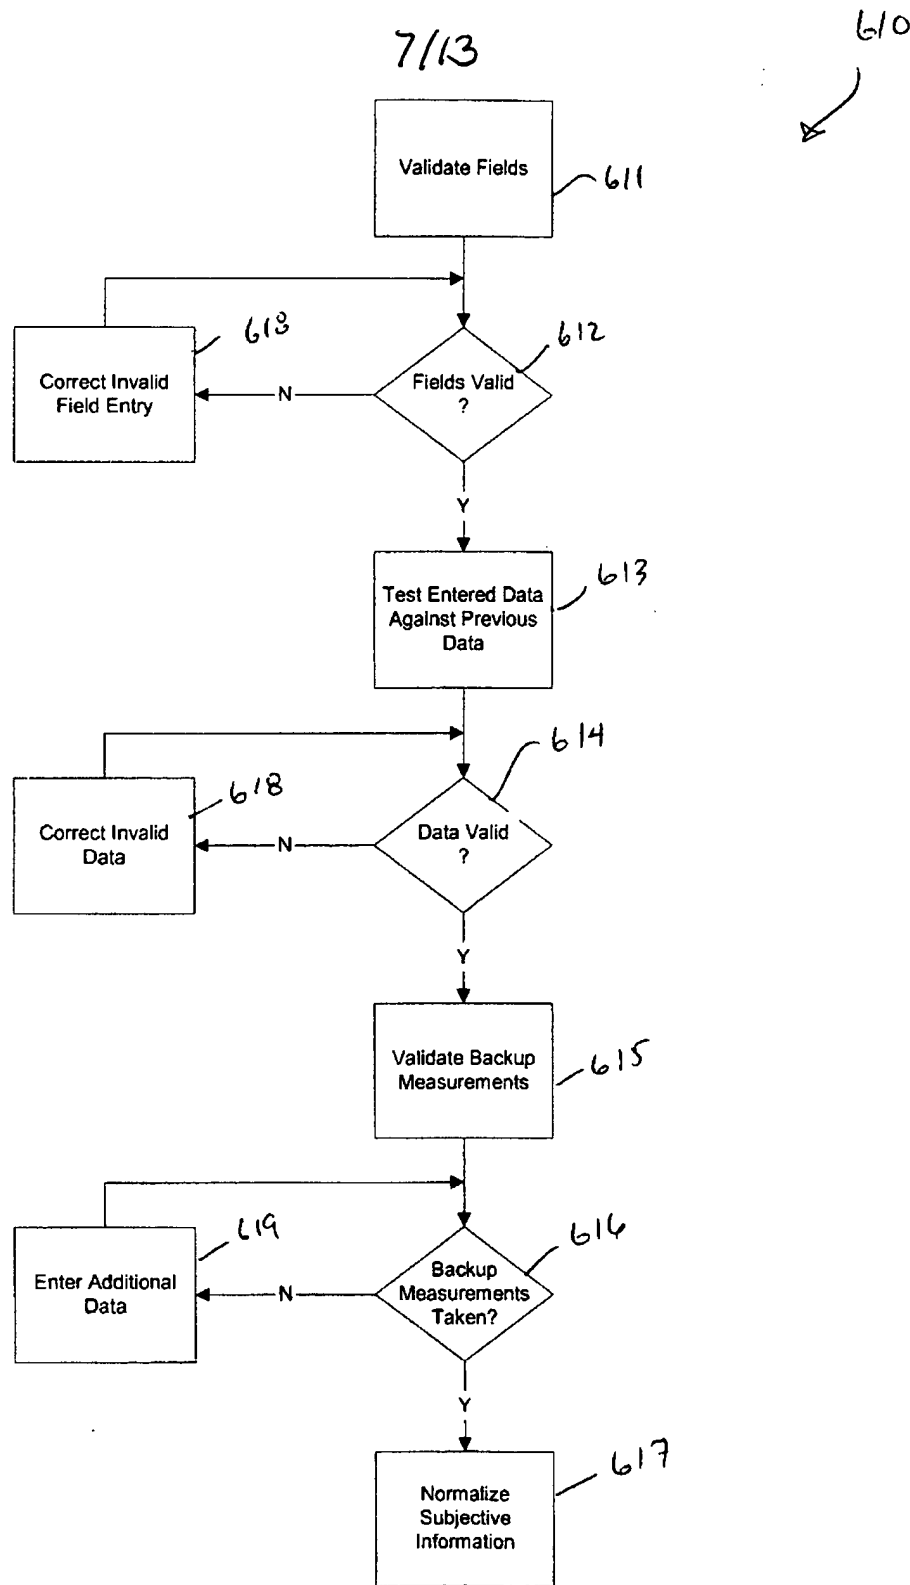 7/13
610
Validate Fields
611
618
612
Correct Invalid
Field Entry
N
Fields Valid
?
Y
Test Entered Data
Against Previous
Data
613
614
618
Correct Invalid
Data
N
Data Valid
?
Y
Validate Backup
Measurements
615
619
616
Enter Additional
Data
N
Backup
Measurements
Taken?
Y
617
Normalize
Subjective
Information